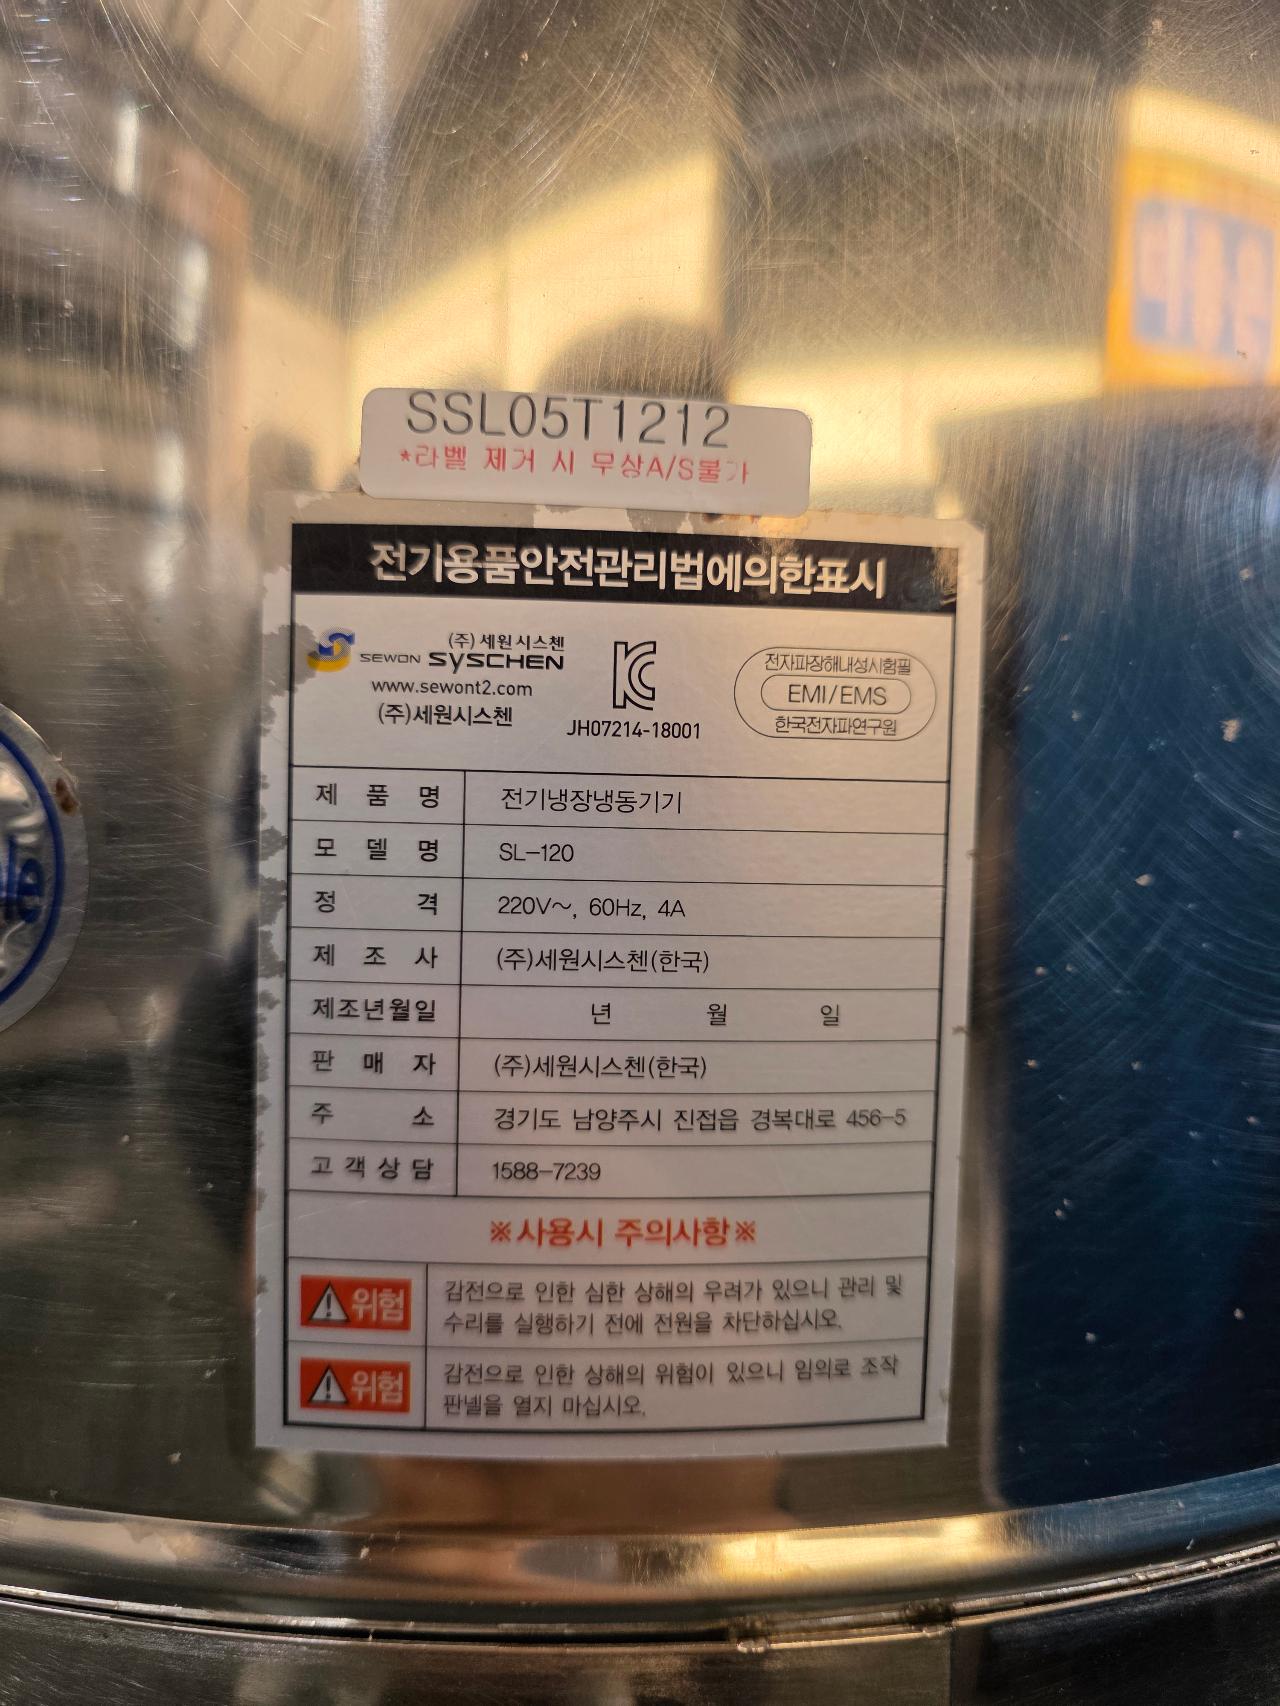 SSL05T1212
*라벨 제거 시 무상A/S불가
전기용품안전관리법에의한표시
(주) 세원시스첸
SEWON SYSCHEN
www.sewont2.com
(주)세원시스첸
KC
JH07214-18001
전자파장해내성시험필
EMI/EMS
한국전자파연구원
제 품 명 전기냉장냉동기기
모 델 명 SL-120
정 격 220V~, 60Hz, 4A
제 조 사 (주)세원시스첸(한국)
제조년월일 년 월 일
판 매 자 (주)세원시스첸(한국)
주 소 경기도 남양주시 진접읍 경복대로 456-5
고객상담 1588-7239
※사용시 주의사항※
위험
감전으로 인한 심한 상해의 우려가 있으니 관리 및
수리를 실행하기 전에 전원을 차단하십시오.
위험
감전으로 인한 상해의 위험이 있으니 임의로 조작
판넬을 열지 마십시오.